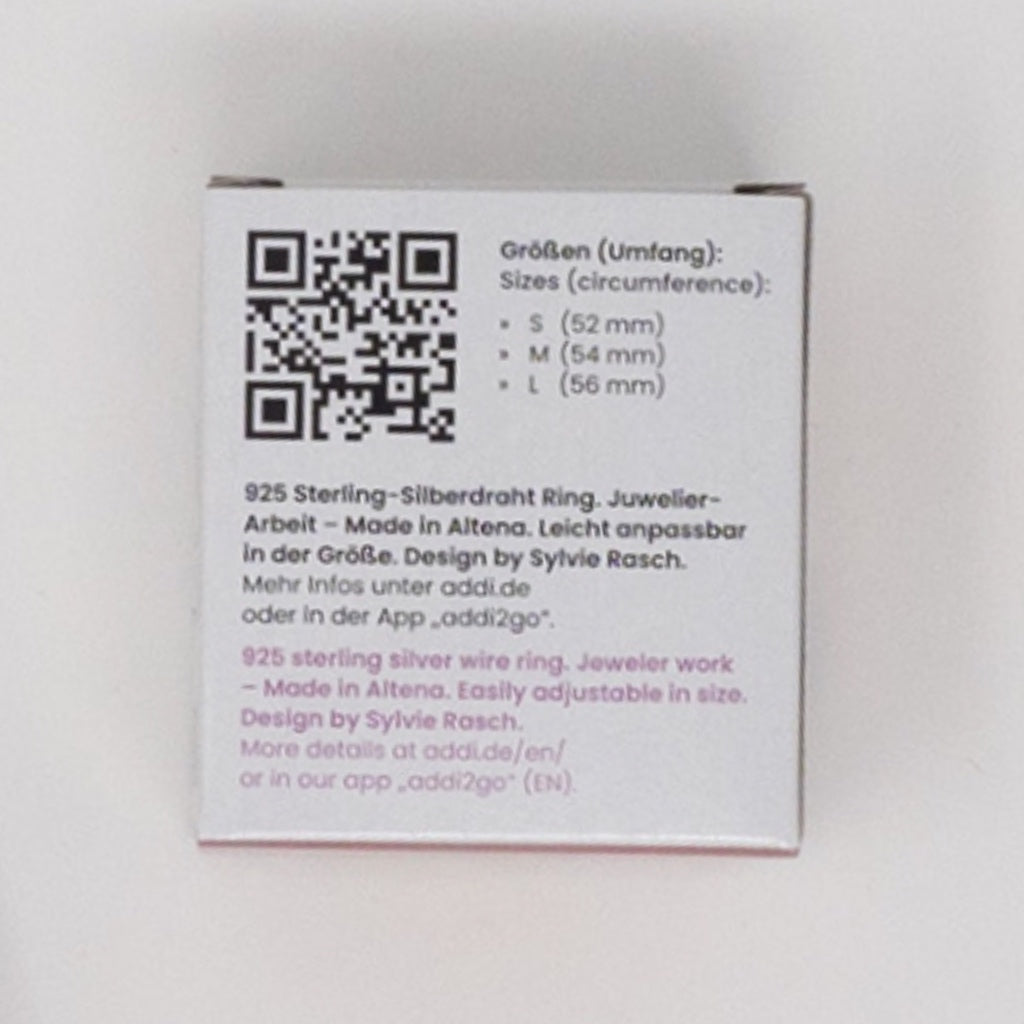 Größen (Umfang):
Sizes (circumference):
» S (52 mm)
» M (54 mm)
» L (56 mm)
925 Sterling-Silberdraht Ring. Juwelier-
Arbeit – Made in Altena. Leicht anpassbar
in der Größe. Design by Sylvie Rasch.
Mehr Infos unter addi.de
oder in der App „addi2go“.
925 sterling silver wire ring. Jeweler work
– Made in Altena. Easily adjustable in size.
Design by Sylvie Rasch.
More details at addi.de/en/
or in our app „addi2go“ (EN).